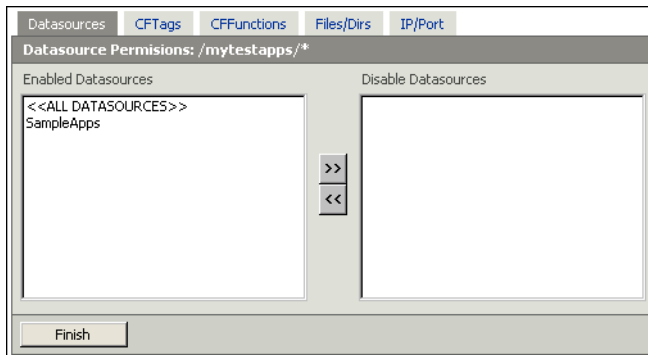 Datasources CFTags CFFunctions Files/Dirs IP/Port
Datasource Permisions: /mytestapps/*
Enabled Datasources Disable Datasources
<<ALL DATASOURCES>>
SampleApps
>>
<<
Finish